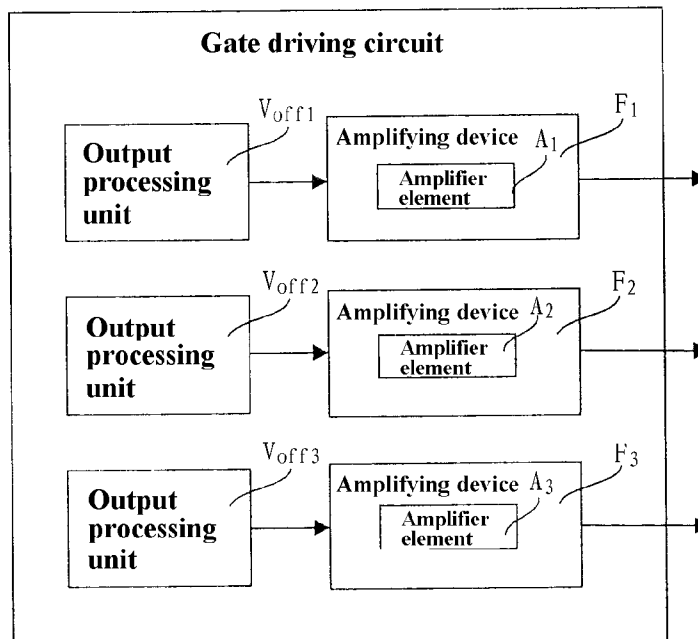 Gate driving circuit
Voff1
F1
Output
processing
unit
Amplifying device
A1
Amplifier
element
Voff2
F2
Output
processing
unit
Amplifying device
A2
Amplifier
element
Voff3
F3
Output
processing
unit
Amplifying device
A3
Amplifier
element